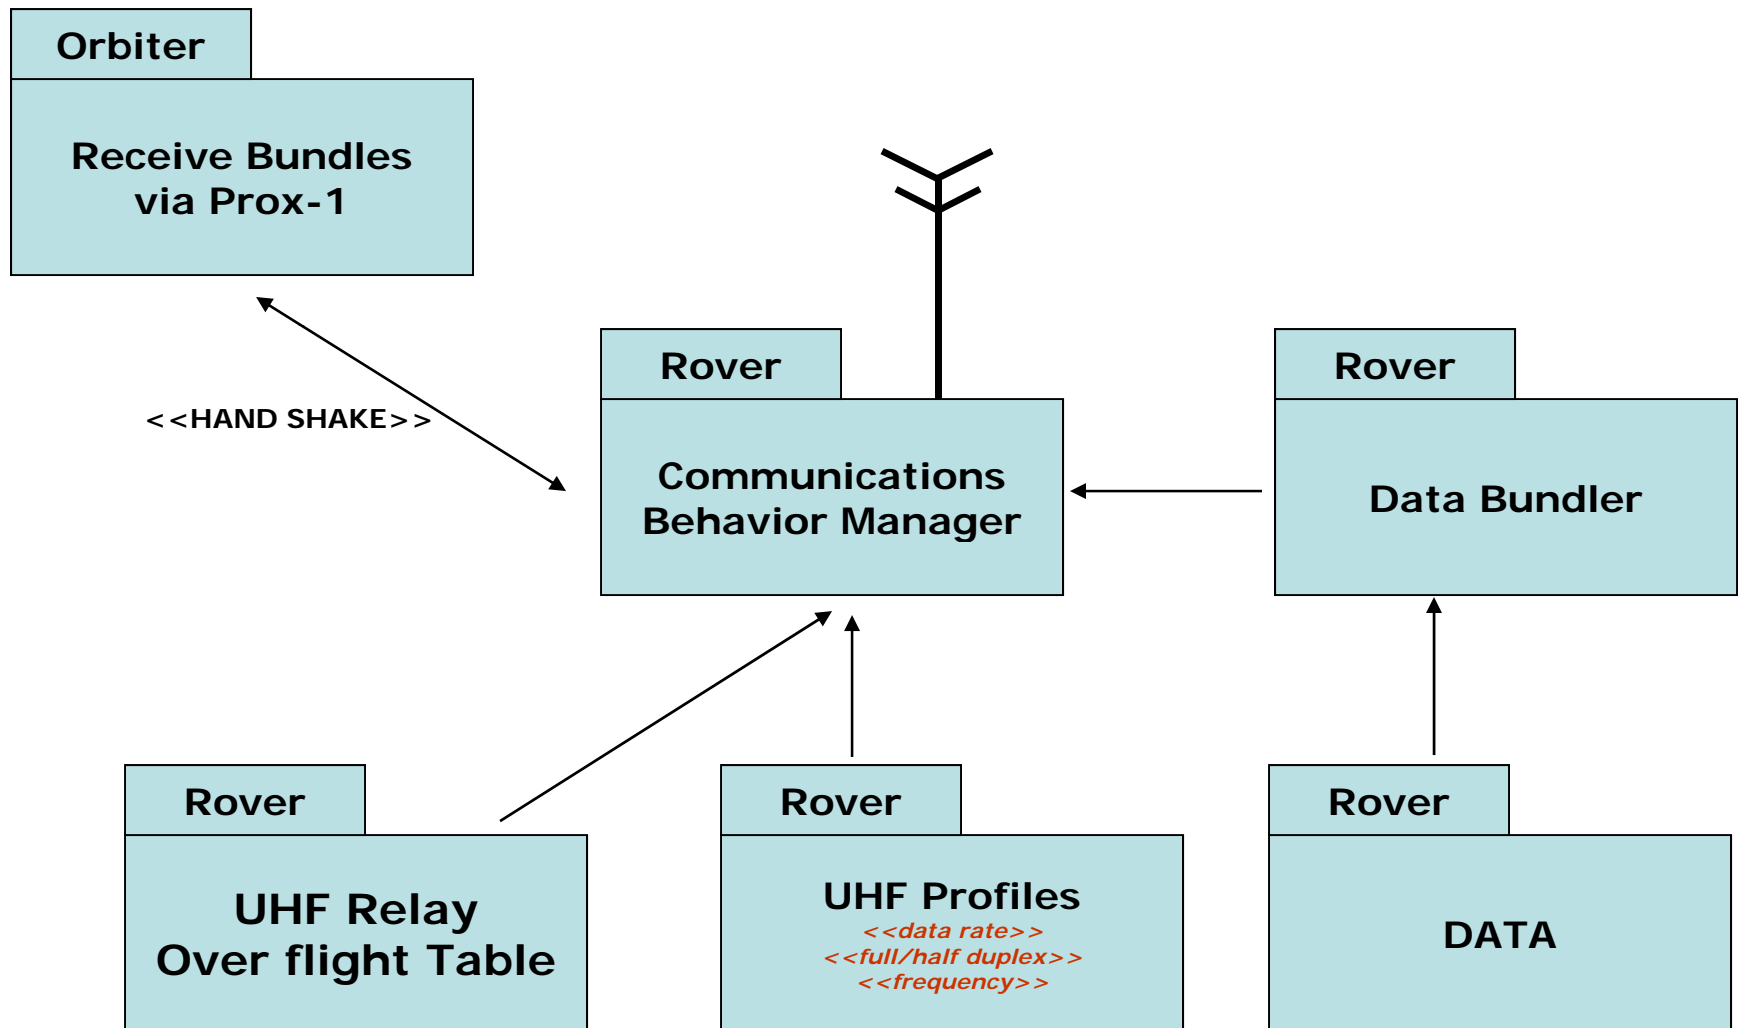 Orbiter
Receive Bundles
via Prox-1
<<HAND SHAKE>>
Rover
Communications
Behavior Manager
Rover
Data Bundler
Rover
UHF Relay
Over flight Table
Rover
UHF Profiles
<<data rate>>
<<full/half duplex>>
<<frequency>>
Rover
DATA